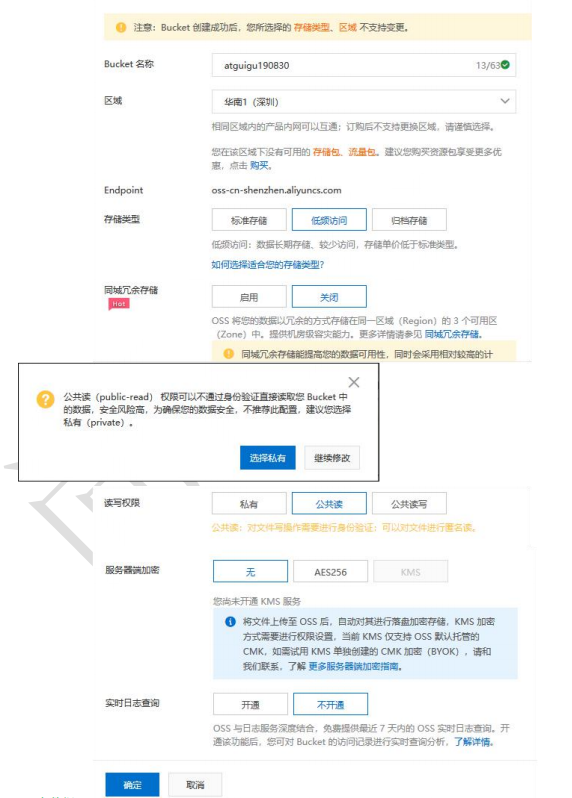 注意：Bucket 创建成功后，您所选择的 存储类型、区域 不支持变更。
Bucket 名称
atguigu190830
13/63
区域
华南1（深圳）
相同区域内的产品内网可以互通；订购后不支持更换区域，请谨慎选择。
您在该区域下没有可用的 存储包、流量包。建议您购买资源包享受更多优
惠，点击 购买。
Endpoint
oss-cn-shenzhen.aliyuncs.com
存储类型
标准存储
低频访问
归档存储
低频访问：数据长期存储、较少访问，存储单价低于标准类型。
如何选择适合您的存储类型？
同城冗余存储
Hot
启用
关闭
OSS 将您的数据以冗余的方式存储在同一区域（Region）的 3 个可用区
（Zone）中。提供机房级容灾能力。更多详情请参见 同城冗余存储。
同城冗余存储能提高您的数据可用性，同时会采用相对较高的计
公共读（public-read） 权限可以不通过身份验证直接读取您 Bucket 中
的数据，安全风险高，为确保您的数据安全，不推荐此配置，建议您选择
私有（private）。
选择私有
继续修改
读写权限
私有
公共读
公共读写
公共读：对文件写操作需要进行身份验证；可以对文件进行匿名读。
服务器端加密
无
AES256
KMS
您尚未开通 KMS 服务
将文件上传至 OSS 后，自动对其进行落盘加密存储，KMS 加密
方式需要进行权限设置，当前 KMS 仅支持 OSS 默认托管的
CMK，如需试用 KMS 单独创建的 CMK 加密（BYOK），请和
我们联系，了解 更多服务器端加密指南。
实时日志查询
开通
不开通
OSS 与日志服务深度结合，免费提供最近 7 天内的 OSS 实时日志查询。开
通该功能后，您可对 Bucket 的访问记录进行实时查询分析，了解详情。
确定
取消